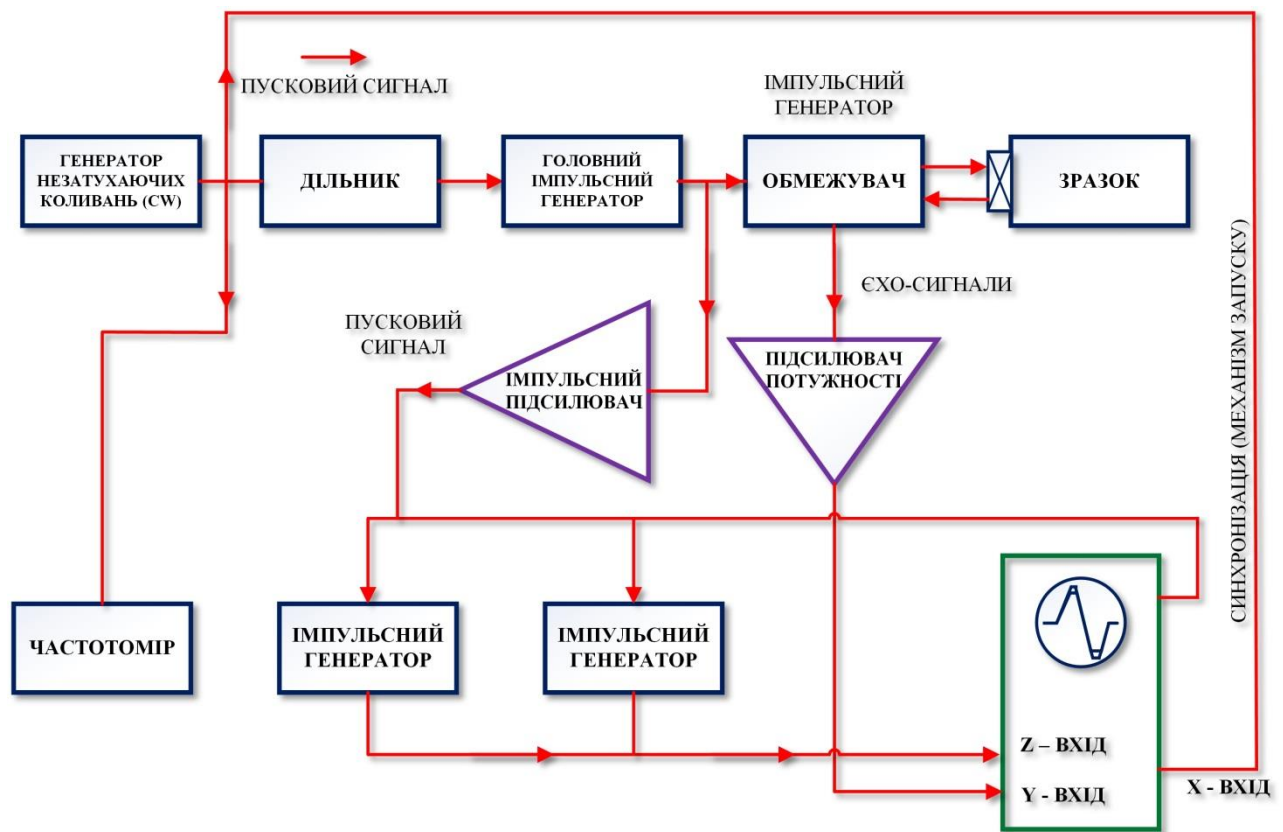 ПУСКОВИЙ СИГНАЛ
ІМПУЛЬСНИЙ
ГЕНЕРАТОР
ГЕНЕРАТОР
НЕЗАТУХАЮЧИХ
КОЛИВАНЬ (CW)
ДІЛЬНИК
ГОЛОВНИЙ
ІМПУЛЬСНИЙ
ГЕНЕРАТОР
ОБМЕЖУВАЧ
ЗРАЗОК
ЄХО-СИГНАЛИ
ПУСКОВИЙ
СИГНАЛ
ІМПУЛЬСНИЙ
ПІДСИЛЮВАЧ
ПІДСИЛЮВАЧ
ПОТУЖНОСТІ
СИНХРОНІЗАЦІЯ (МЕХАНІЗМ ЗАПУСКУ)
ЧАСТОТОМІР
ІМПУЛЬСНИЙ
ГЕНЕРАТОР
ІМПУЛЬСНИЙ
ГЕНЕРАТОР
Z – ВХІД
Y - ВХІД
X - ВХІД